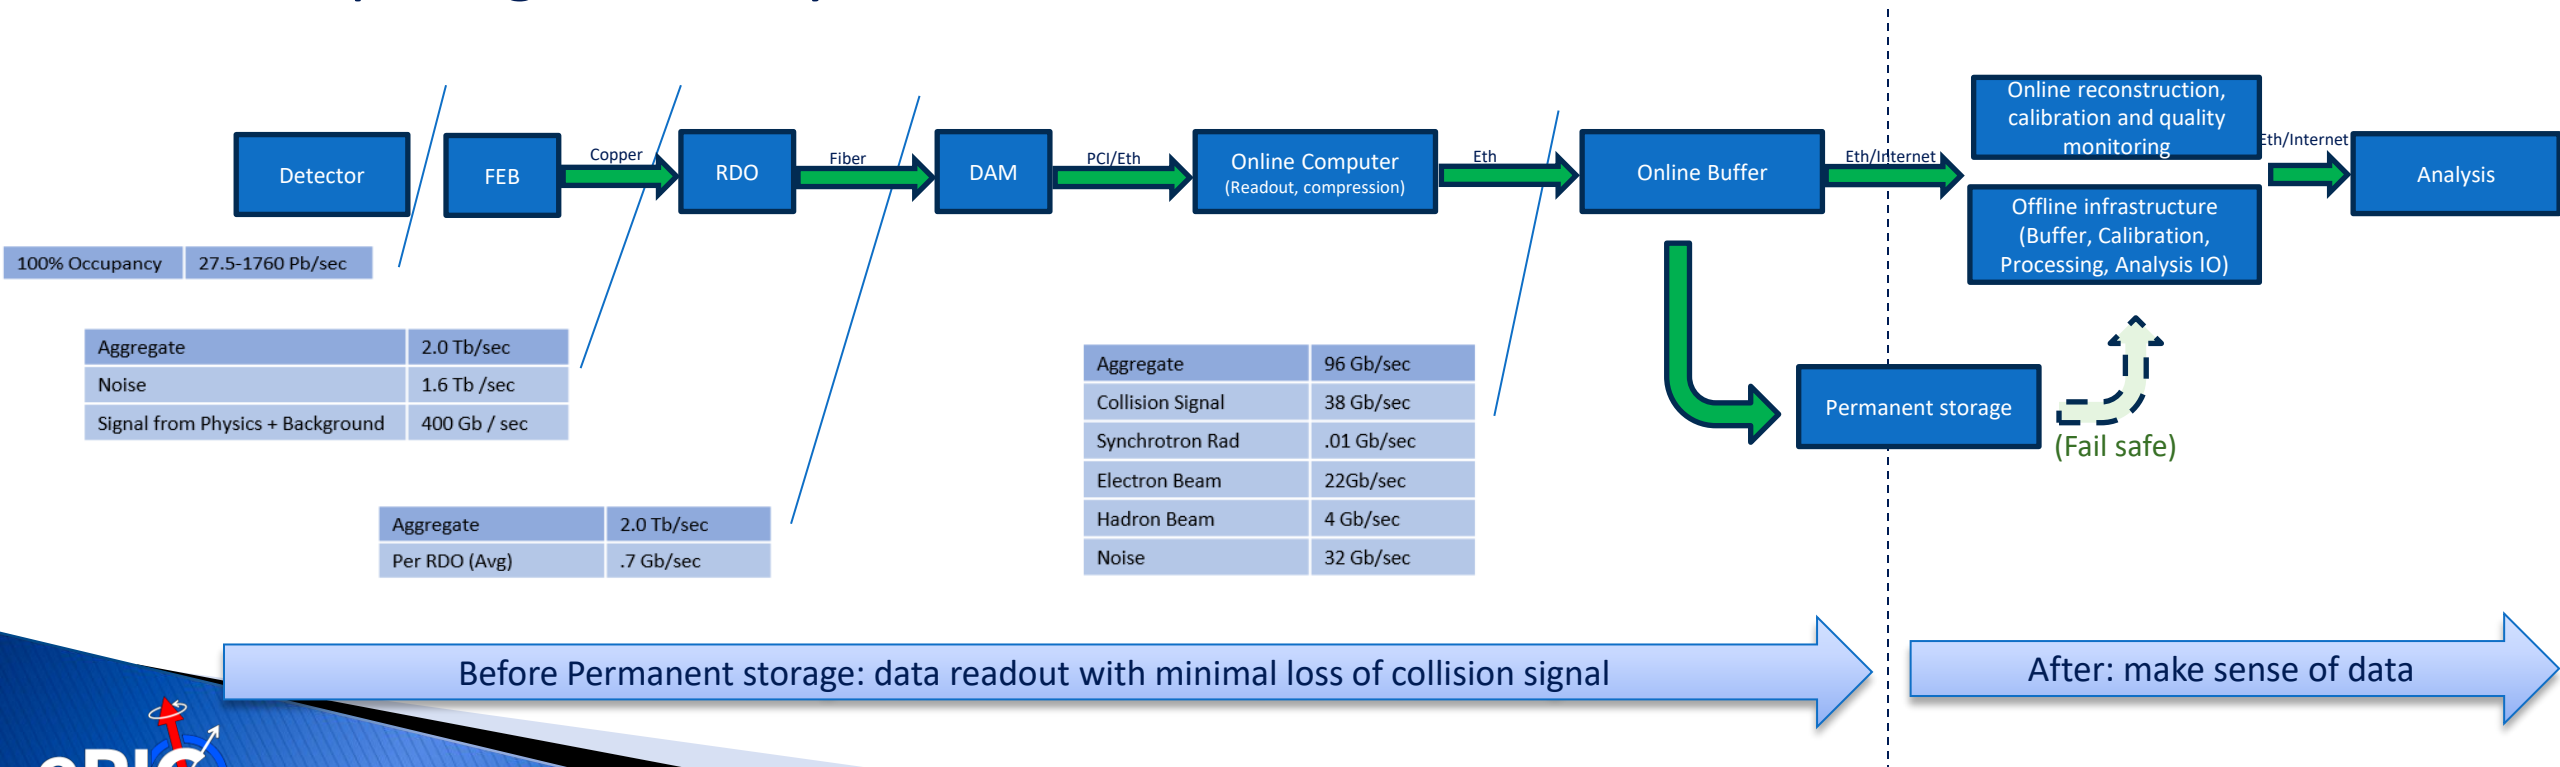 Detector
FEB
Copper
RDO
Fiber
DAM
PCI/Eth
Online Computer
(Readout, compression)
Eth
Online Buffer
Eth/Internet
Online reconstruction,
calibration and quality
monitoring
Offline infrastructure
(Buffer, Calibration,
Processing, Analysis IO)
Eth/Internet
Analysis
100% Occupancy 27.5-1760 Pb/sec
Aggregate 2.0 Tb/sec
Noise 1.6 Tb /sec
Signal from Physics + Background 400 Gb / sec
Aggregate 2.0 Tb/sec
Per RDO (Avg) .7 Gb/sec
Aggregate 96 Gb/sec
Collision Signal 38 Gb/sec
Synchrotron Rad .01 Gb/sec
Electron Beam 22Gb/sec
Hadron Beam 4 Gb/sec
Noise 32 Gb/sec
Permanent storage
(Fail safe)
Before Permanent storage: data readout with minimal loss of collision signal
After: make sense of data
ePIC